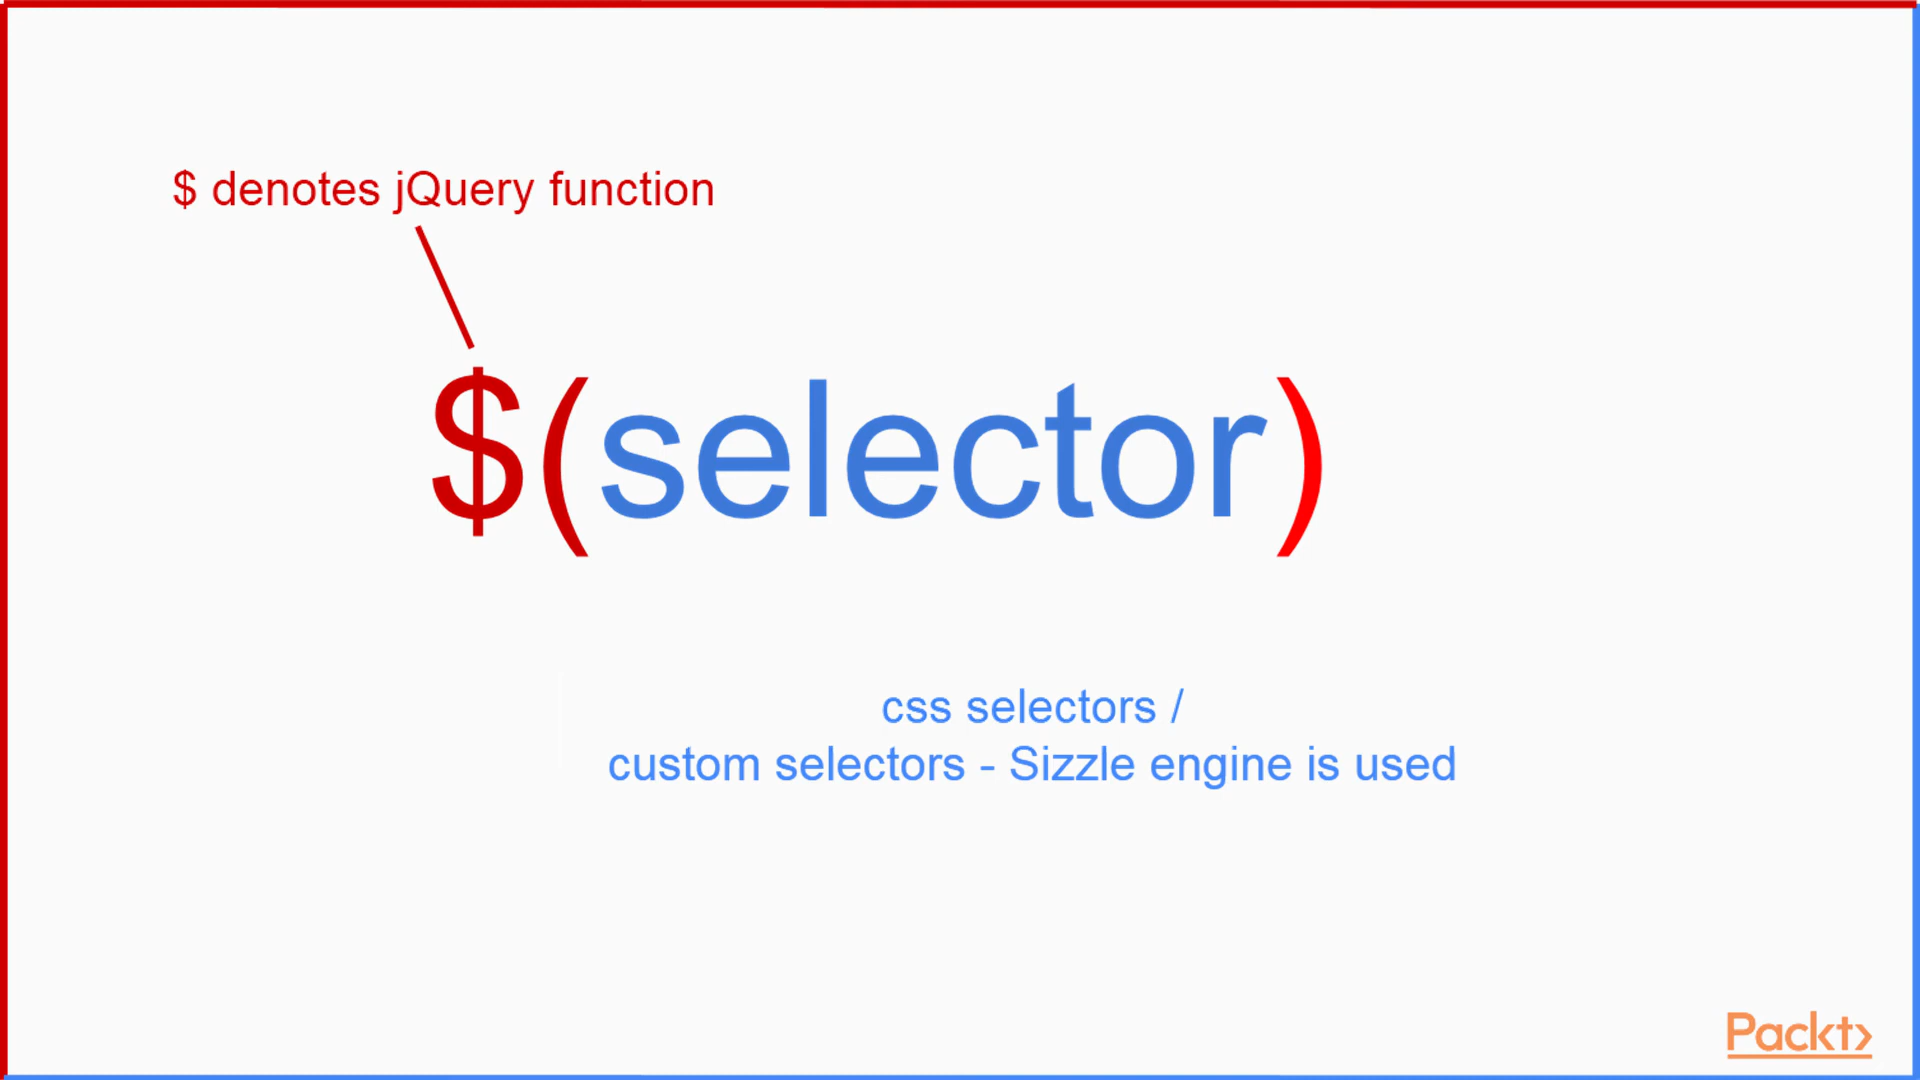 $ denotes jQuery function
$(selector)
css selectors /
custom selectors - Sizzle engine is used
Packt>